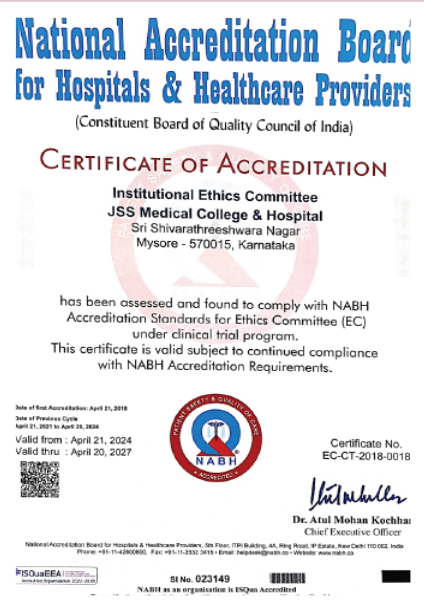 National Accreditation Board
for Hospitals & Healthcare Providers
(Constituent Board of Quality Council of India)
CERTIFICATE OF ACCREDITATION
Institutional Ethics Committee
JSS Medical College & Hospital
Sri Shivarathreeshwara Nagar
Mysore - 570015, Karnataka
has been assessed and found to comply with NABH
Accreditation Standards for Ethics Committee (EC)
under clinical trial program.
This certificate is valid subject to continued compliance
with NABH Accreditation Requirements.
Date of first Accreditation: April 21, 2018
Date of Previous Cycle
April 21, 2021 to April 20, 2024
Valid from : April 21, 2024
Valid thru : April 20, 2027
PATIENT SAFETY & QUALITY OF CARE
NABH
ACCREDITED
Certificate No.
EC-CT-2018-0018
Dr. Atul Mohan Kochhar
Chief Executive Officer
National Accreditation Board for Hospitals & Healthcare Providers, 5th Floor, ITPI Building, 4A, Ring Road, IP Estate, New Delhi 110 002, India
Phone: +91-11-42600600, Fax: +91-11-2332 3415 • Email: helpdesk@nabh.co • Website: www.nabh.co
ISQuaEEA
SI No. 023149
NABH as an organisation is ISQua Accredited